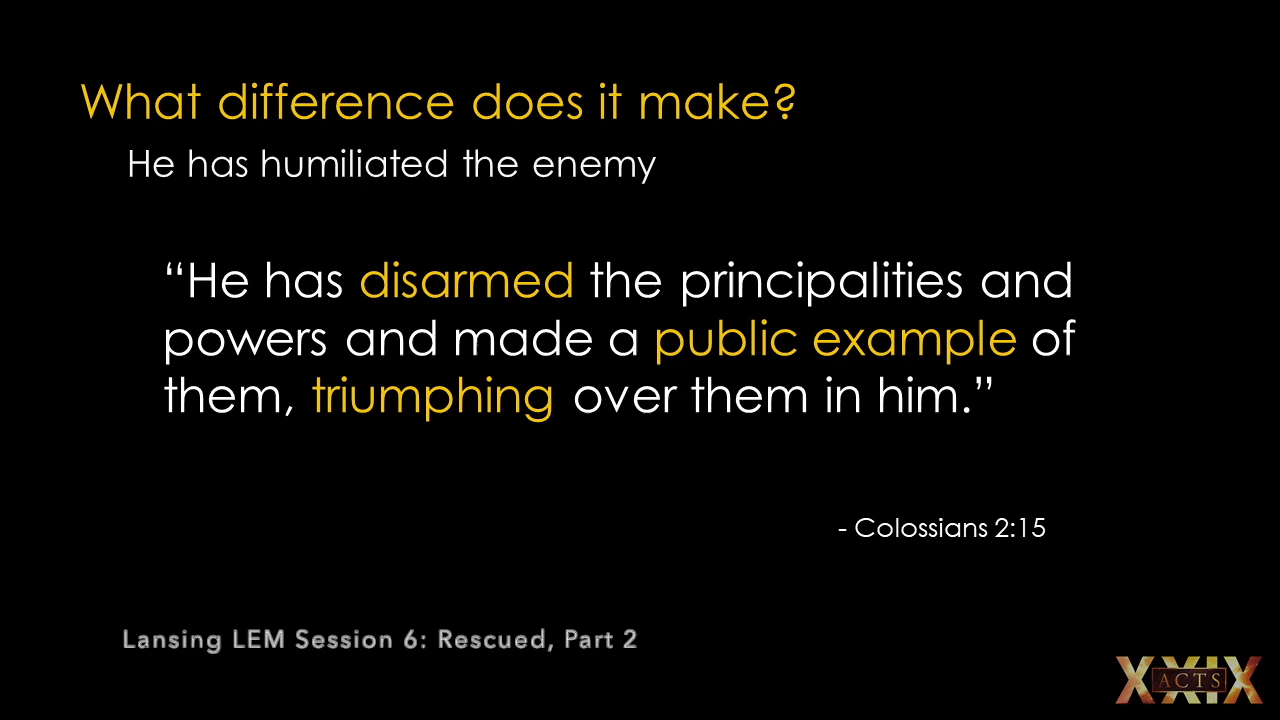 What difference does it make?
He has humiliated the enemy
“He has disarmed the principalities and
powers and made a public example of
them, triumphing over them in him.”
- Colossians 2:15
Lansing LEM Session 6: Rescued, Part 2
XXIX
ACTS